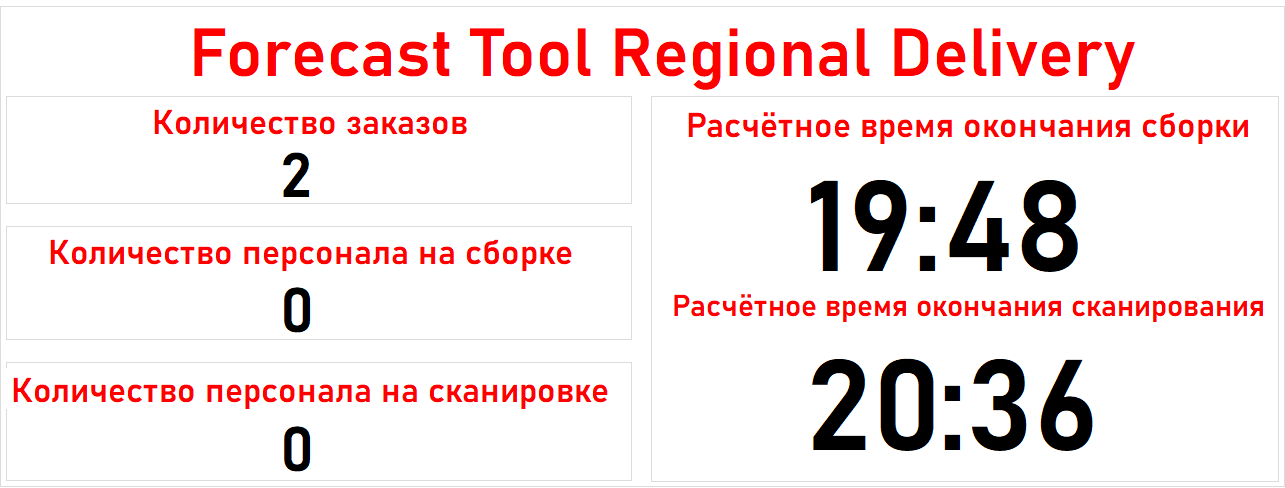 Forecast Tool Regional Delivery
Количество заказов
2
Количество персонала на сборке
0
Количество персонала на сканировке
0
Расчётное время окончания сборки
19:48
Расчётное время окончания сканирования
20:36